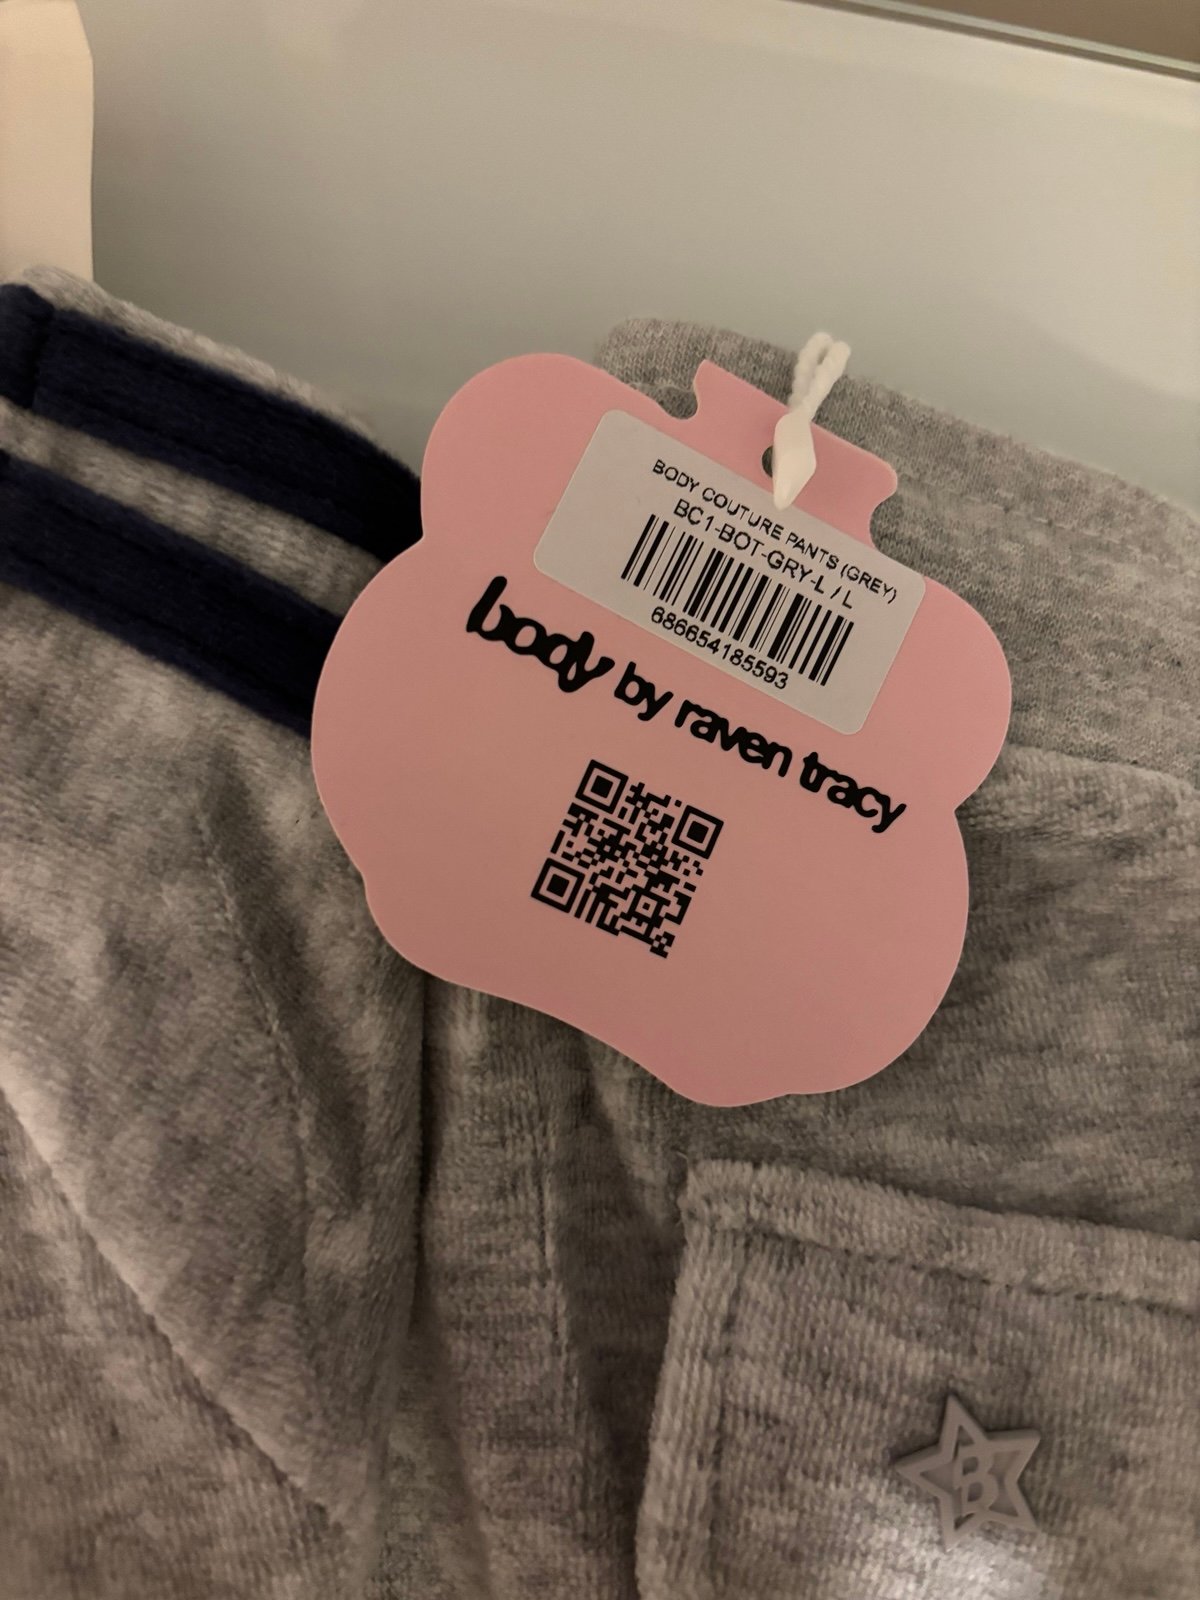 BODY COUTURE PANTS (GREY)
BC1-BOT-GRY-L / L
686654185593
body by raven tracy
B